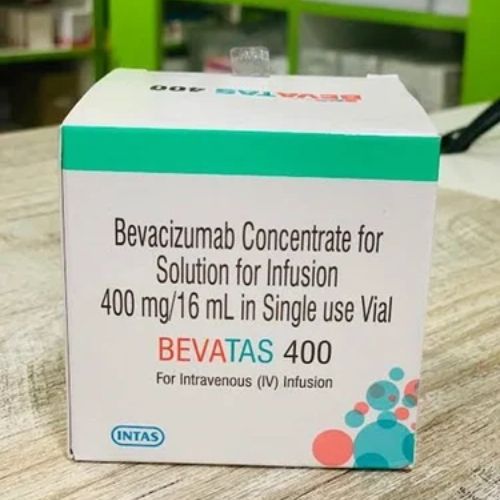 BEVATAS 400
Bevacizumab Concentrate for
Solution for Infusion
400 mg/16 mL in Single use Vial
BEVATAS 400
For Intravenous (IV) Infusion
INTAS